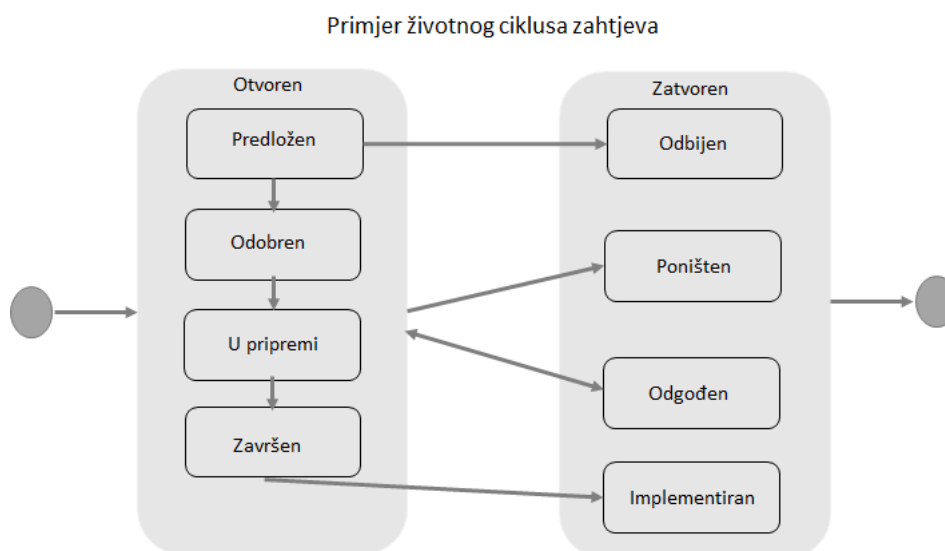 Primjer životnog ciklusa zahtjeva
Otvoren
Predložen
Odobren
U pripremi
Završen
Zatvoren
Odbijen
Poništen
Odgođen
Implementiran